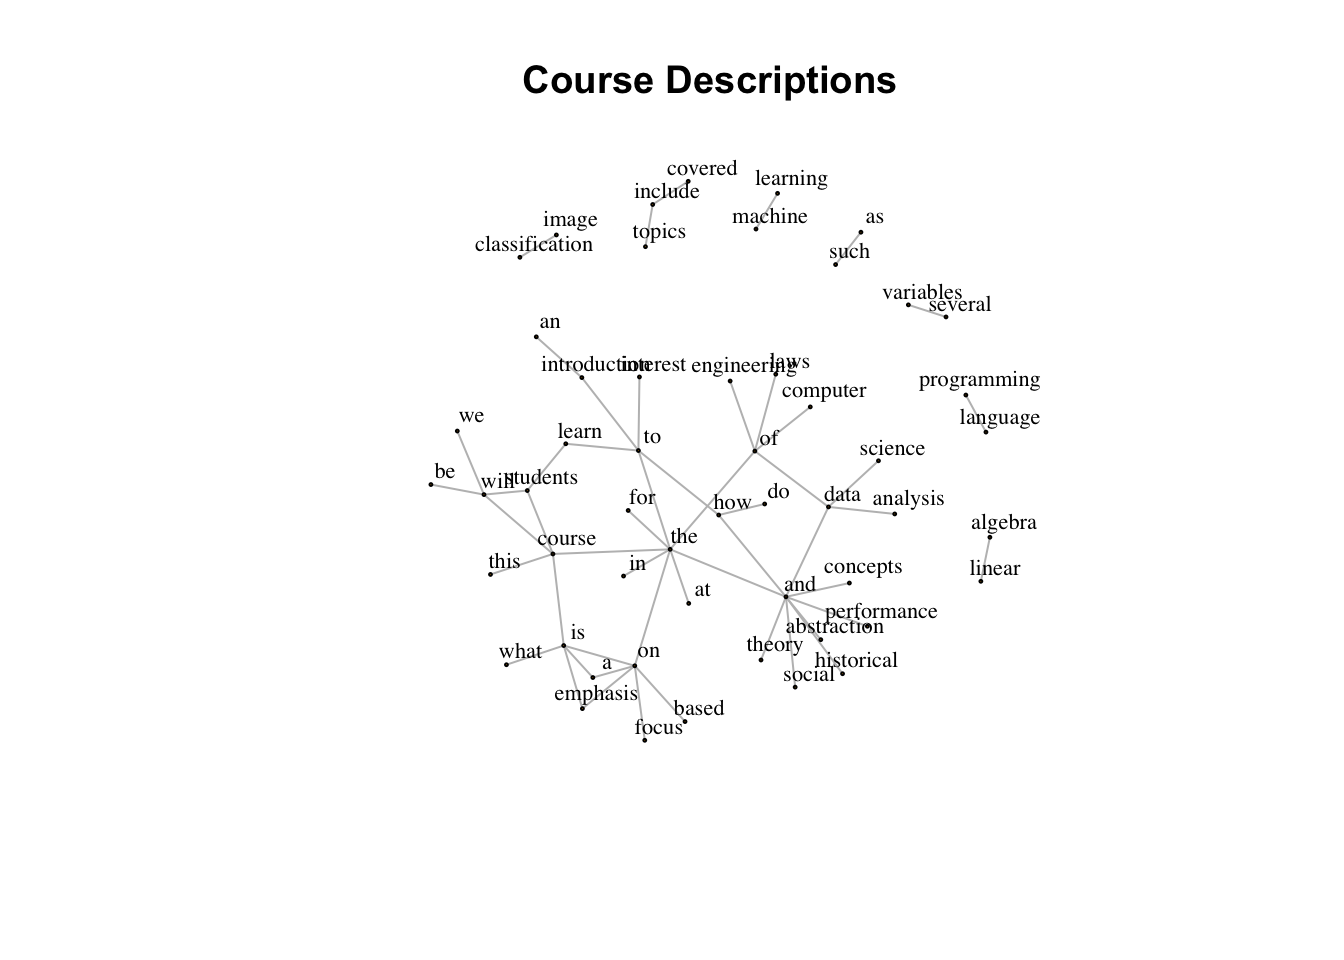 Course Descriptions
covered
learning
include
image
machine
as
topics
classification
such
variables
several
an
introduction
interest
engineering
laws
computer
programming
we
language
learn
to
of
science
be
will
students
for
how
do
data
analysis
course
the
algebra
this
in
at
and
concepts
linear
is
performance
abstraction
what
a
on
theory
historical
social
emphasis
based
focus